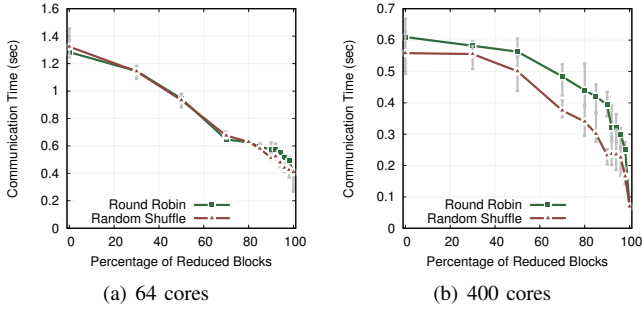 1.6
1.4
1.2
1
0.8
0.6
0.4
0.2
0
Communication Time (sec)
Round Robin
Random Shuffle
0 20 40 60 80 100
Percentage of Reduced Blocks
(a) 64 cores
0.7
0.6
0.5
0.4
0.3
0.2
0.1
0
Communication Time (sec)
Round Robin
Random Shuffle
0 20 40 60 80 100
Percentage of Reduced Blocks
(b) 400 cores